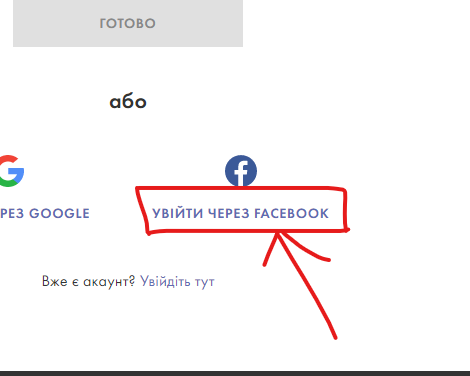 ГОТОВО
або
РЕЗ GOOGLE
УВІЙТИ ЧЕРЕЗ FACEBOOK
Вже є акаунт? Увійдіть тут